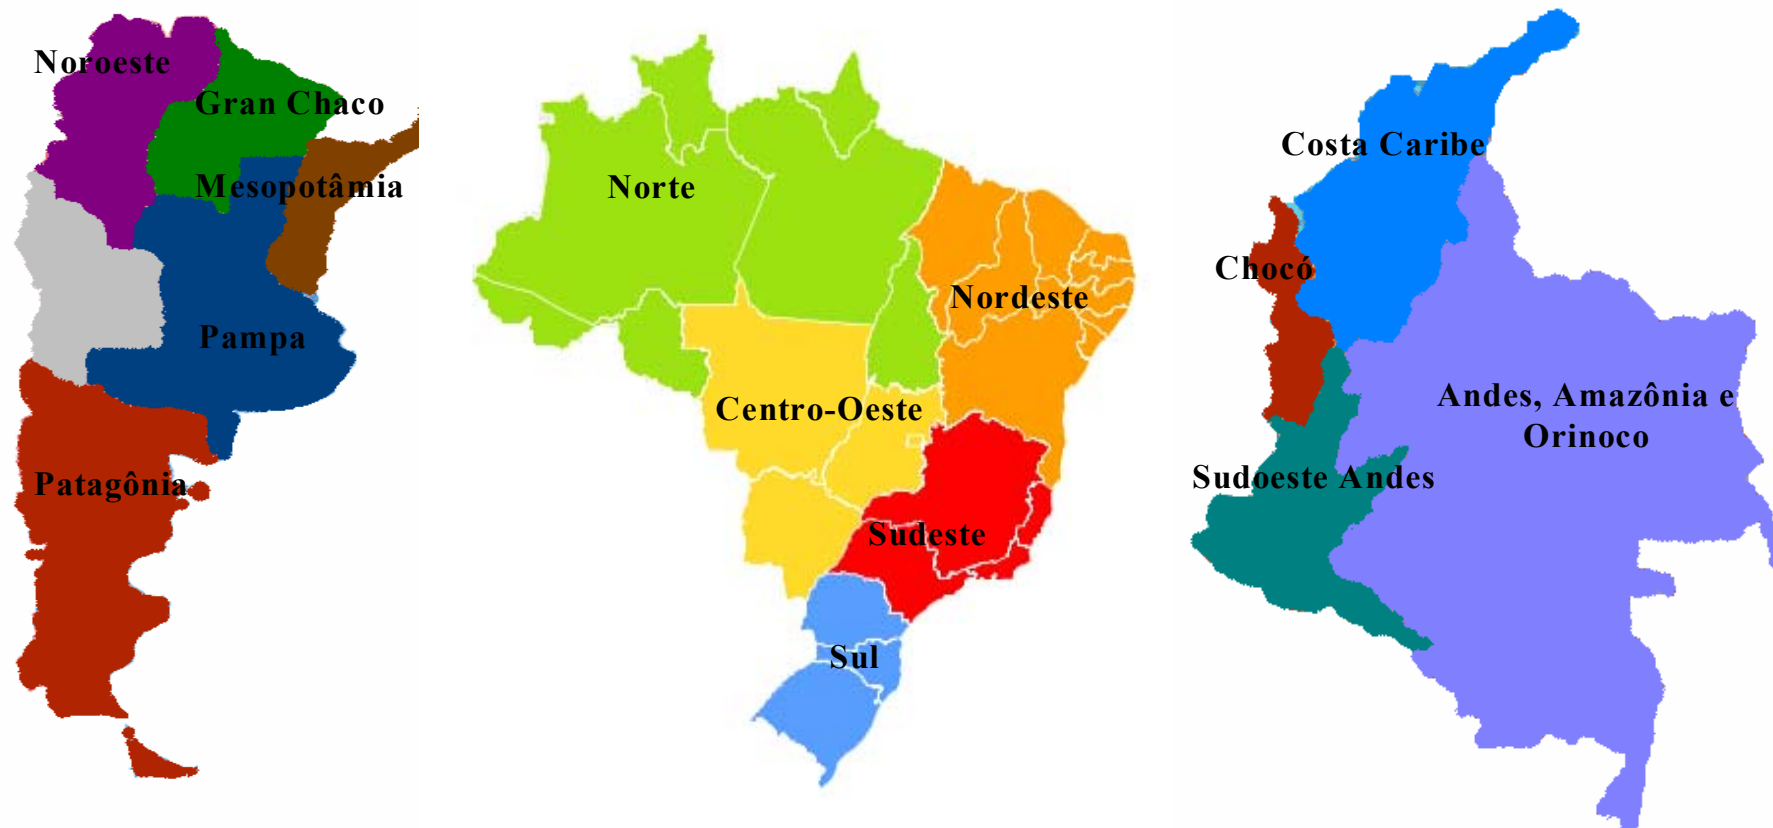 Noroeste
Gran Chaco
Mesopotâmia
Pampa
Patagônia
Norte
Nordeste
Centro-Oeste
Sudeste
Sul
Costa Caribe
Chocó
Andes, Amazônia e
Orinoco
Sudoeste Andes